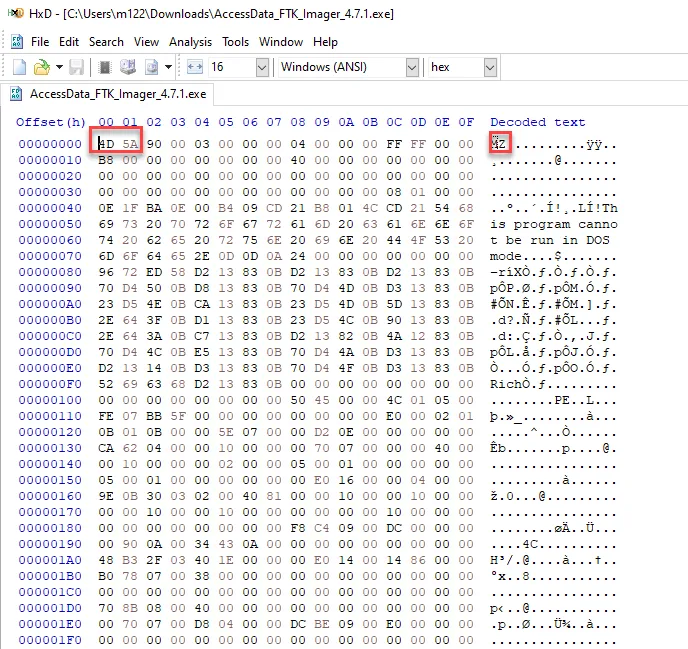 HxD - [C:\Users\m122\Downloads\AccessData_FTK_Imager_4.7.1.exe]
File Edit Search View Analysis Tools Window Help
16 Windows (ANSI) hex
AccessData_FTK_Imager_4.7.1.exe
Offset(h) 00 01 02 03 04 05 06 07 08 09 0A 0B 0C 0D 0E 0F Decoded text
00000000 4D 5A 90 00 03 00 00 00 04 00 00 00 FF FF 00 00 MZ..........ÿÿ..
00000010 B8 00 00 00 00 00 00 00 40 00 00 00 00 00 00 00 ¸.......@.......
00000020 00 00 00 00 00 00 00 00 00 00 00 00 00 00 00 00 ................
00000030 00 00 00 00 00 00 00 00 00 00 00 00 08 01 00 00 ................
00000040 0E 1F BA 0E 00 B4 09 CD 21 B8 01 4C CD 21 54 68 ..º..´.Í!¸.LÍ!Th
00000050 69 73 20 70 72 6F 67 72 61 6D 20 63 61 6E 6E 6F is program canno
00000060 74 20 62 65 20 72 75 6E 20 69 6E 20 44 4F 53 20 t be run in DOS
00000070 6D 6F 64 65 2E 0D 0D 0A 24 00 00 00 00 00 00 00 mode....$.......
00000080 96 72 ED 58 D2 13 83 0B D2 13 83 0B D2 13 83 0B –ríXÒ.ƒ.Ò.ƒ.Ò.ƒ.
00000090 70 D4 50 0B D8 13 83 0B 70 D4 4D 0B D3 13 83 0B pÔP.Ø.ƒ.pÔM.Ó.ƒ.
000000A0 23 D5 4E 0B CA 13 83 0B 23 D5 4D 0B 5D 13 83 0B #ÕN.Ê.ƒ.#ÕM.].ƒ.
000000B0 2E 64 3F 0B D1 13 83 0B 23 D5 4C 0B 90 13 83 0B .d?.Ñ.ƒ.#ÕL...ƒ.
000000C0 2E 64 3A 0B C7 13 83 0B D2 13 82 0B 4A 12 83 0B .d:.Ç.ƒ.Ò.‚.J.ƒ.
000000D0 70 D4 4C 0B E5 13 83 0B 70 D4 4A 0B D3 13 83 0B pÔL.å.ƒ.pÔJ.Ó.ƒ.
000000E0 D2 13 14 0B D3 13 83 0B 70 D4 4F 0B D3 13 83 0B Ò...Ó.ƒ.pÔO.Ó.ƒ.
000000F0 52 69 63 68 D2 13 83 0B 00 00 00 00 00 00 00 00 RichÒ.ƒ.........
00000100 00 00 00 00 00 00 00 00 50 45 00 00 4C 01 05 00 ........PE..L...
00000110 FE 07 BB 5F 00 00 00 00 00 00 00 00 E0 00 02 01 þ.»_........à...
00000120 0B 01 0B 00 00 5E 07 00 00 D2 0E 00 00 00 00 00 .....^...Ò......
00000130 CA 62 04 00 00 10 00 00 00 70 07 00 00 00 40 00 Êb.......p....@.
00000140 00 10 00 00 00 02 00 00 05 00 01 00 00 00 00 00 ................
00000150 05 00 01 00 00 00 00 00 00 E0 16 00 00 04 00 00 .........à......
00000160 9E 0B 30 03 02 00 40 81 00 00 10 00 00 10 00 00 ž.0...@.........
00000170 00 00 10 00 00 10 00 00 00 00 00 00 10 00 00 00 ................
00000180 00 00 00 00 00 00 00 00 F8 C4 09 00 DC 00 00 00 ........øÄ..Ü...
00000190 00 90 0A 00 34 43 0A 00 00 00 00 00 00 00 00 00 ....4C..........
000001A0 48 B3 2F 03 40 1E 00 00 00 E0 14 00 14 86 00 00 H³/.@....à...†..
000001B0 B0 78 07 00 38 00 00 00 00 00 00 00 00 00 00 00 °x..8...........
000001C0 00 00 00 00 00 00 00 00 00 00 00 00 00 00 00 00 ................
000001D0 70 8B 08 00 40 00 00 00 00 00 00 00 00 00 00 00 p‹..@...........
000001E0 00 70 07 00 D8 04 00 00 DC BE 09 00 E0 00 00 00 .p..Ø...Ü¾..à...
000001F0 00 00 00 00 00 00 00 00 00 00 00 00 00 00 00 00 ................